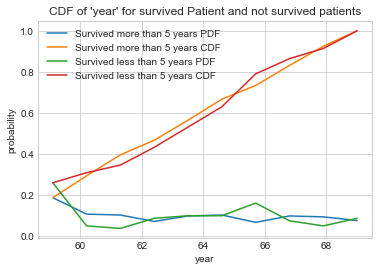 CDF of 'year' for survived Patient and not survived patients
Survived more than 5 years PDF
Survived more than 5 years CDF
Survived less than 5 years PDF
Survived less than 5 years CDF
probability
1.0
0.8
0.6
0.4
0.2
0.0
60
62
64
66
68
year